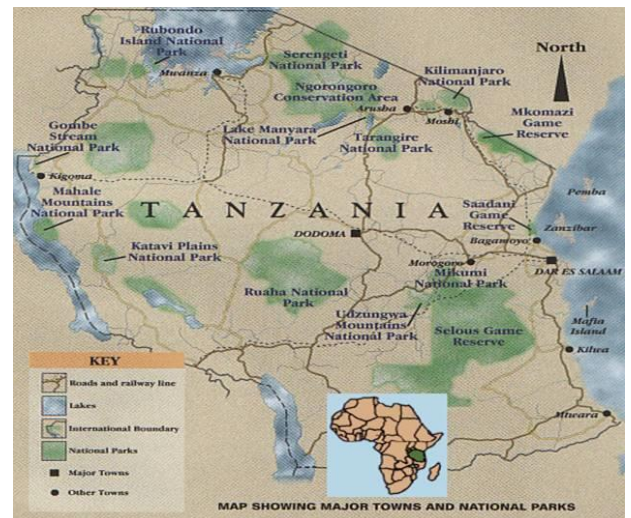 Rubondo
Island National
Park
Mwanza
Serengeti
National Park
Ngorongoro
Conservation Area
Kilimanjaro
National Park
North
Arusha
Moshi
Mkomazi
Game
Reserve
Lake Manyara
National Park
Tarangire
National Park
Gombe
Stream
National Park
Kigoma
Mahale
Mountains
National Park
TANZANIA
Pemba
Saadani
Game
Reserve
Zanzibar
Bagamoyo
DODOMA
Katavi Plains
National Park
Morogoro
Mikumi
National Park
DAR ES SALAAM
Ruaha National
Park
Udzungwa
Mountains
National Park
Selous Game
Reserve
Mafia
Island
Kilwa
Mtwara
KEY
Roads and railway line
Lakes
International Boundary
National Parks
Major Towns
Other Towns
MAP SHOWING MAJOR TOWNS AND NATIONAL PARKS